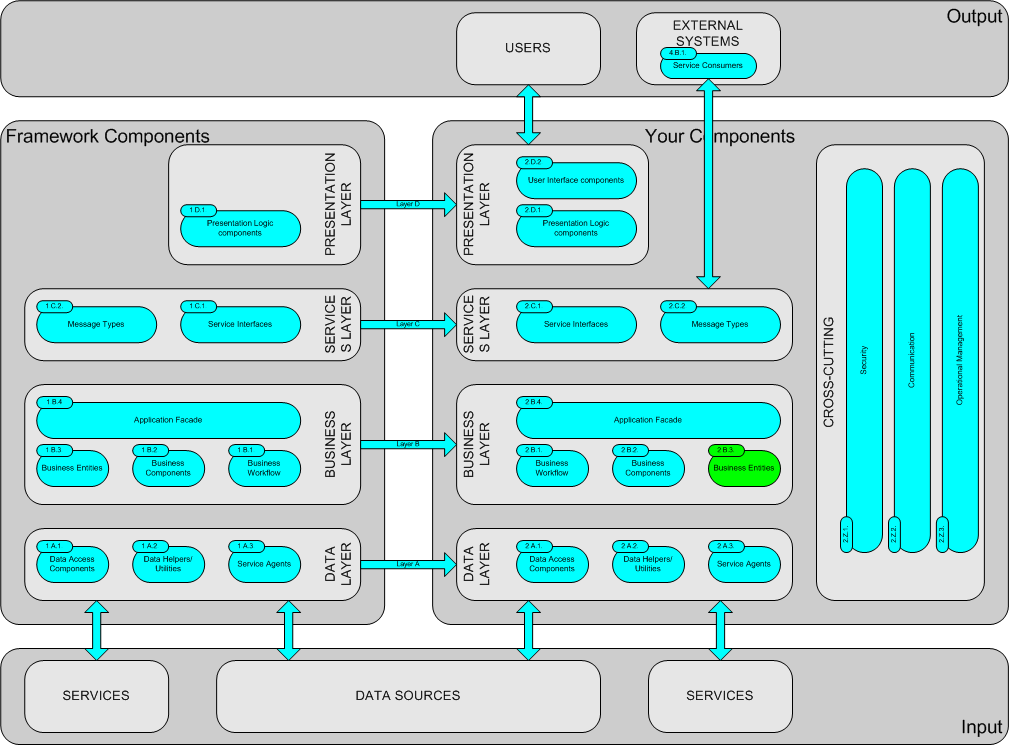 Output
USERS
EXTERNAL
SYSTEMS
4.B.1.
Service Consumers
Framework Components
PRESENTATION
LAYER
1.D.1
Presentation Logic
components
Layer D
Your Components
PRESENTATION
LAYER
2.D.2
User Interface components
2.D.1
Presentation Logic
components
1.C.2.
Message Types
1.C.1
Service Interfaces
SERVICE
S LAYER
Layer C
SERVICE
S LAYER
2.C.1
Service Interfaces
2.C.2
Message Types
1.B.4
Application Facade
1.B.3
Business Entities
1.B.2
Business
Components
1.B.1
Business
Workflow
BUSINESS
LAYER
Layer B
BUSINESS
LAYER
2.B.4.
Application Facade
2.B.1.
Business
Workflow
2.B.2.
Business
Components
2.B.3.
Business Entities
1.A.1
Data Access
Components
1.A.2
Data Helpers/
Utilities
1.A.3.
Service Agents
DATA
LAYER
Layer A
DATA
LAYER
2.A.1.
Data Access
Components
2.A.2.
Data Helpers/
Utilities
2.A.3.
Service Agents
CROSS-CUTTING
Security
2.Z.1.
Communication
2.Z.2.
Operational Management
2.Z.3.
SERVICES
DATA SOURCES
SERVICES
Input